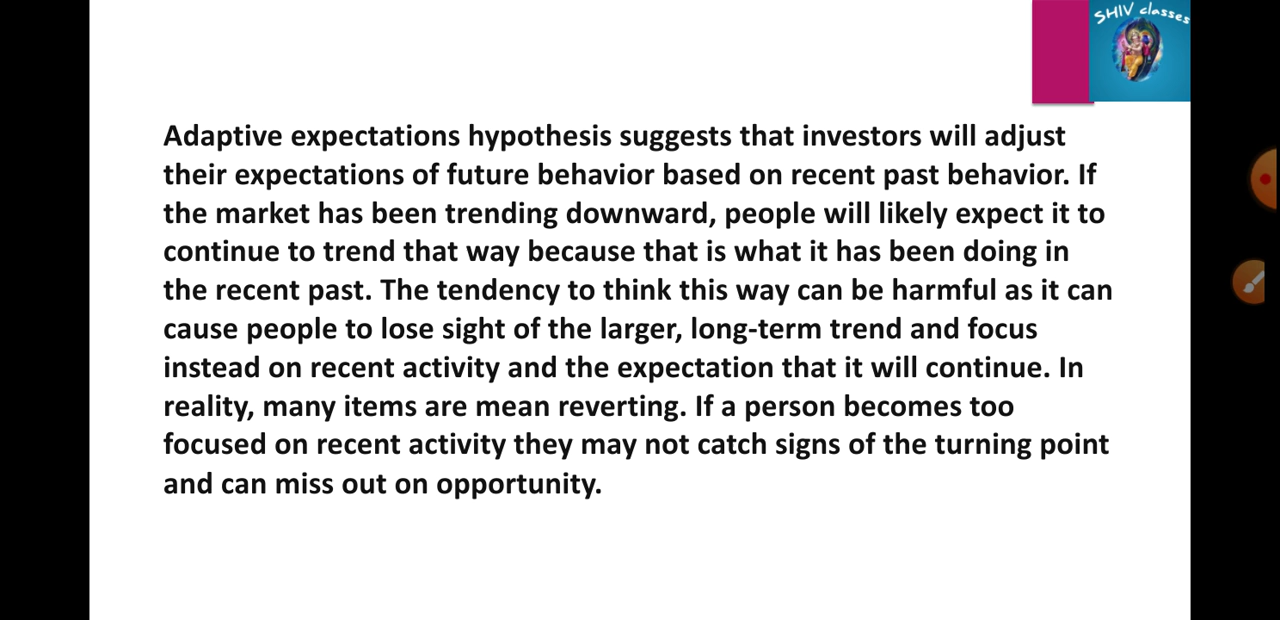 SHIV classes
Adaptive expectations hypothesis suggests that investors will adjust
their expectations of future behavior based on recent past behavior. If
the market has been trending downward, people will likely expect it to
continue to trend that way because that is what it has been doing in
the recent past. The tendency to think this way can be harmful as it can
cause people to lose sight of the larger, long-term trend and focus
instead on recent activity and the expectation that it will continue. In
reality, many items are mean reverting. If a person becomes too
focused on recent activity they may not catch signs of the turning point
and can miss out on opportunity.